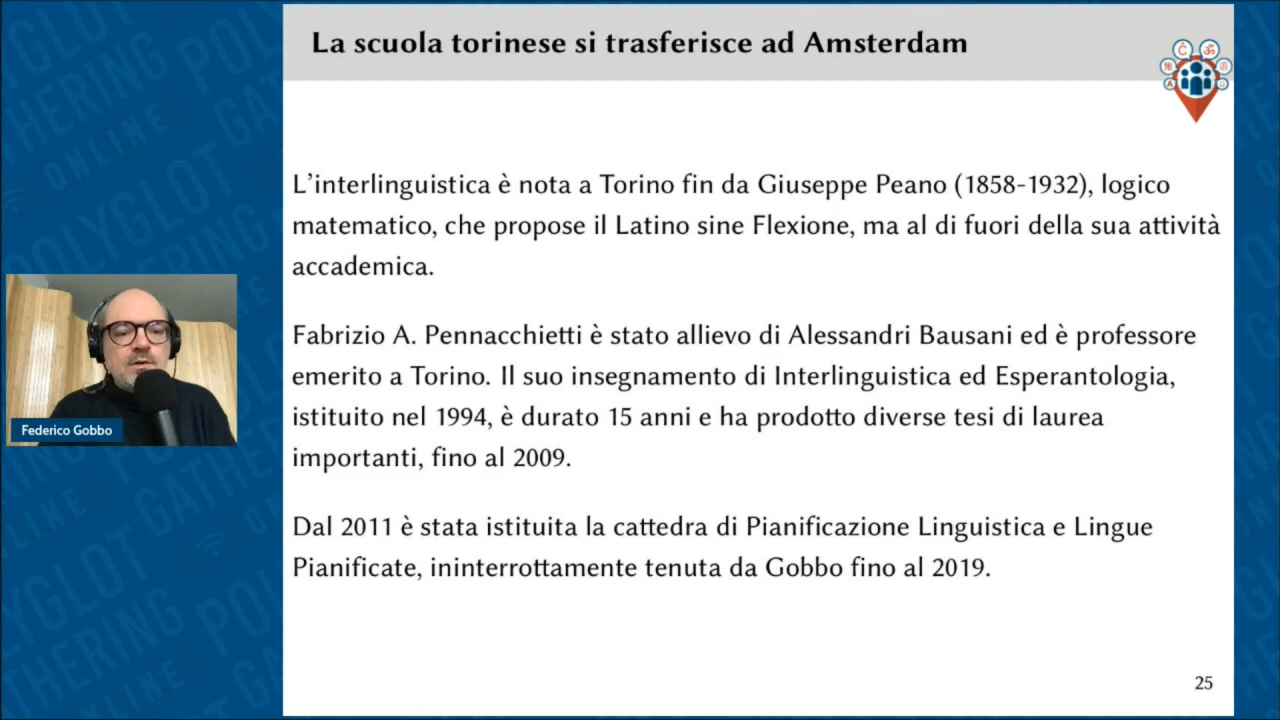 La scuola torinese si trasferisce ad Amsterdam
L'interlinguistica è nota a Torino fin da Giuseppe Peano (1858-1932), logico
matematico, che propose il Latino sine Flexione, ma al di fuori della sua attività
accademica.
Fabrizio A. Pennacchietti è stato allievo di Alessandri Bausani ed è professore
emerito a Torino. Il suo insegnamento di Interlinguistica ed Esperantologia,
istituito nel 1994, è durato 15 anni e ha prodotto diverse tesi di laurea
importanti, fino al 2009.
Dal 2011 è stata istituita la cattedra di Pianificazione Linguistica e Lingue
Pianificate, ininterrottamente tenuta da Gobbo fino al 2019.
25
Federico Gobbo
POLYGLOT
GATHERING
ONLINE